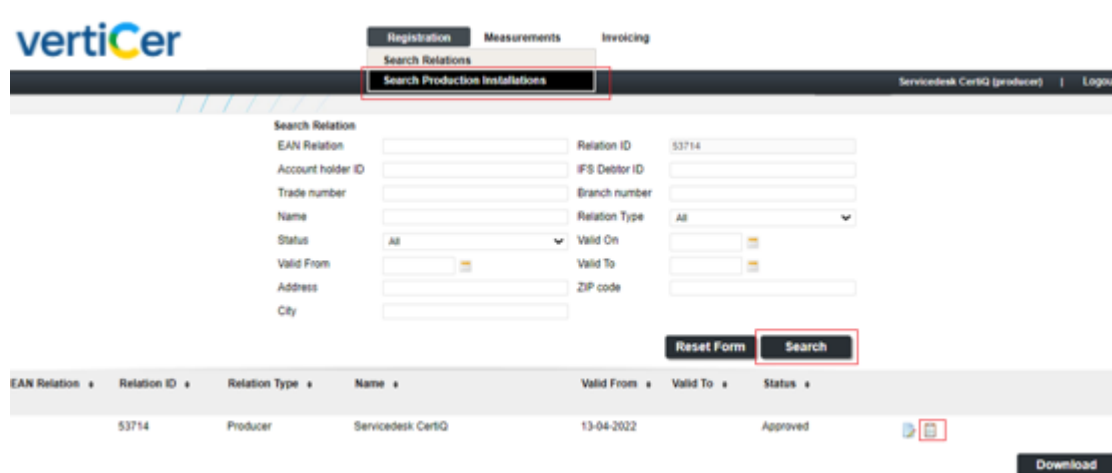 vertiCer
Registration Measurements Invoicing
Search Relations
Search Production Installations
Servicedesk CertiQ (producer) | Logou
Search Relation
EAN Relation Relation ID 53714
Account holder ID IFS Debtor ID
Trade number Branch number
Name Relation Type All
Status All Valid On
Valid From Valid To
Address ZIP code
City
Reset Form Search
EAN Relation Relation ID Relation Type Name Valid From Valid To Status
53714 Producer Servicedesk CertiQ 13-04-2022 Approved
Download